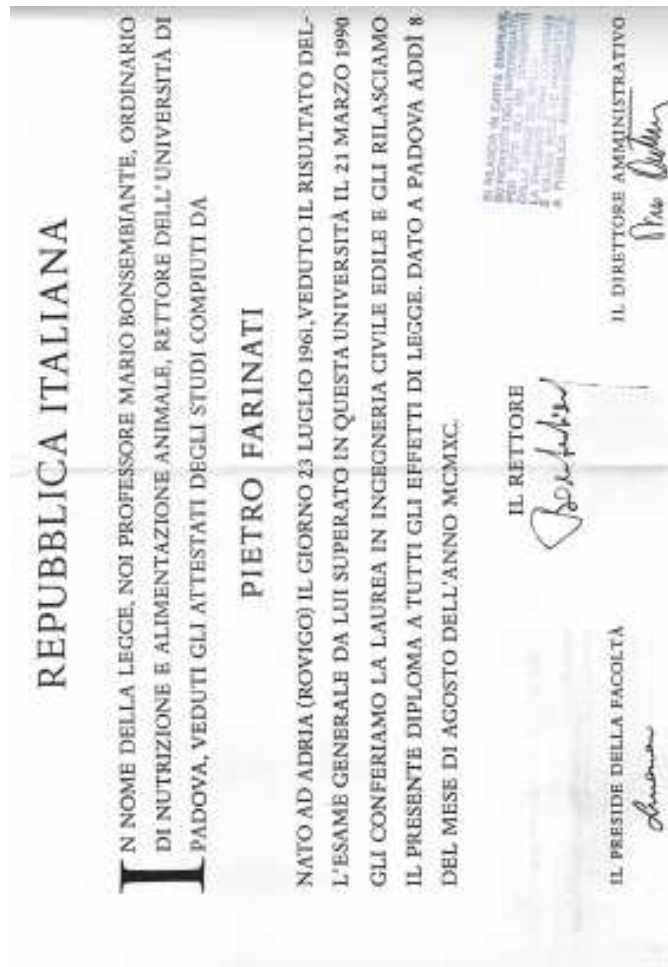 REPUBBLICA ITALIANA
IN NOME DELLA LEGGE, NOI PROFESSORE MARIO BONSEMBIANTE, ORDINARIO
DI NUTRIZIONE E ALIMENTAZIONE ANIMALE, RETTORE DELL'UNIVERSITÀ DI
PADOVA, VEDUTI GLI ATTESTATI DEGLI STUDI COMPIUTI DA
PIETRO FARINATI
NATO AD ADRIA (ROVIGO) IL GIORNO 23 LUGLIO 1961, VEDUTO IL RISULTATO DEL-
L'ESAME GENERALE DA LUI SUPERATO IN QUESTA UNIVERSITÀ IL 21 MARZO 1990
GLI CONFERIAMO LA LAUREA IN INGEGNERIA CIVILE EDILE E GLI RILASCIAMO
IL PRESENTE DIPLOMA A TUTTI GLI EFFETTI DI LEGGE. DATO A PADOVA ADDÌ 8
DEL MESE DI AGOSTO DELL'ANNO MCMXC.
SI RILASCIA IN CARTA
IL RETTORE
IL PRESIDE DELLA FACOLTÀ
IL DIRETTORE AMMINISTRATIVO